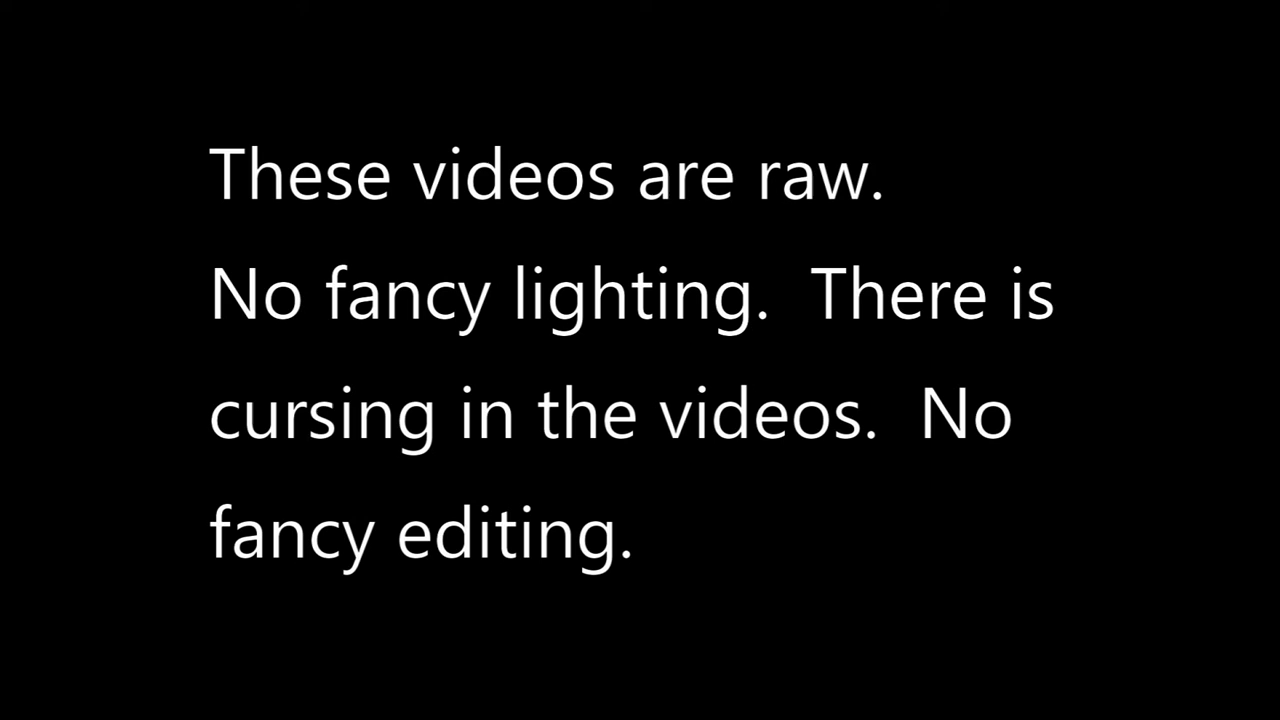 These videos are raw.
No fancy lighting.  There is
cursing in the videos.  No
fancy editing.